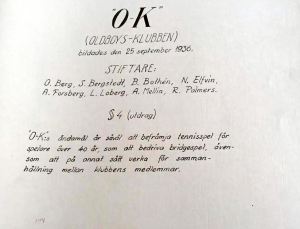 "O-K"
(OLDBOYS-KLUBBEN)
bildades den 25 september 1936.
STIFTARE:
O. Berg, S. Bergstedt, B. Bothén, N. Elfvin,
A. Forsberg, L. Loberg, A. Mellin, R. Palmers.
§ 4 (utdrag)
"O-K":s ändamål är såväl att befrämja tennisspel för
spelare över 40 år, som att bedriva bridgespel, även-
som att på annat sätt verka för samman-
hållning mellan klubbens medlemmar.